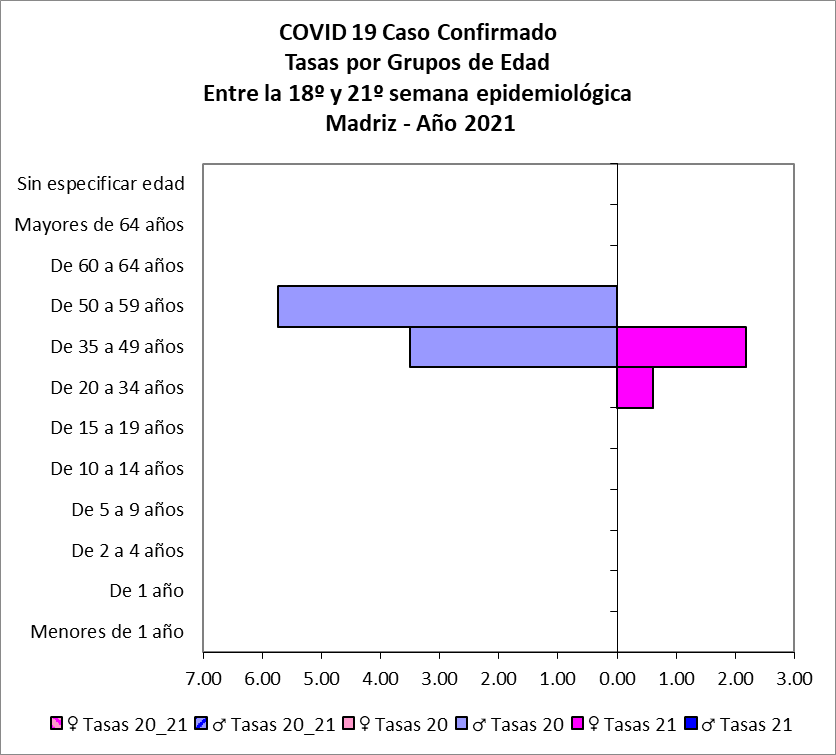 COVID 19 Caso Confirmado
Tasas por Grupos de Edad
Entre la 18º y 21º semana epidemiológica
Madriz - Año 2021
Sin especificar edad
Mayores de 64 años
De 60 a 64 años
De 50 a 59 años
De 35 a 49 años
De 20 a 34 años
De 15 a 19 años
De 10 a 14 años
De 5 a 9 años
De 2 a 4 años
De 1 año
Menores de 1 año
7.00 6.00 5.00 4.00 3.00 2.00 1.00 0.00 1.00 2.00 3.00
♀ Tasas 20_21 ♂ Tasas 20_21 ♀ Tasas 20 ♂ Tasas 20 ♀ Tasas 21 ♂ Tasas 21